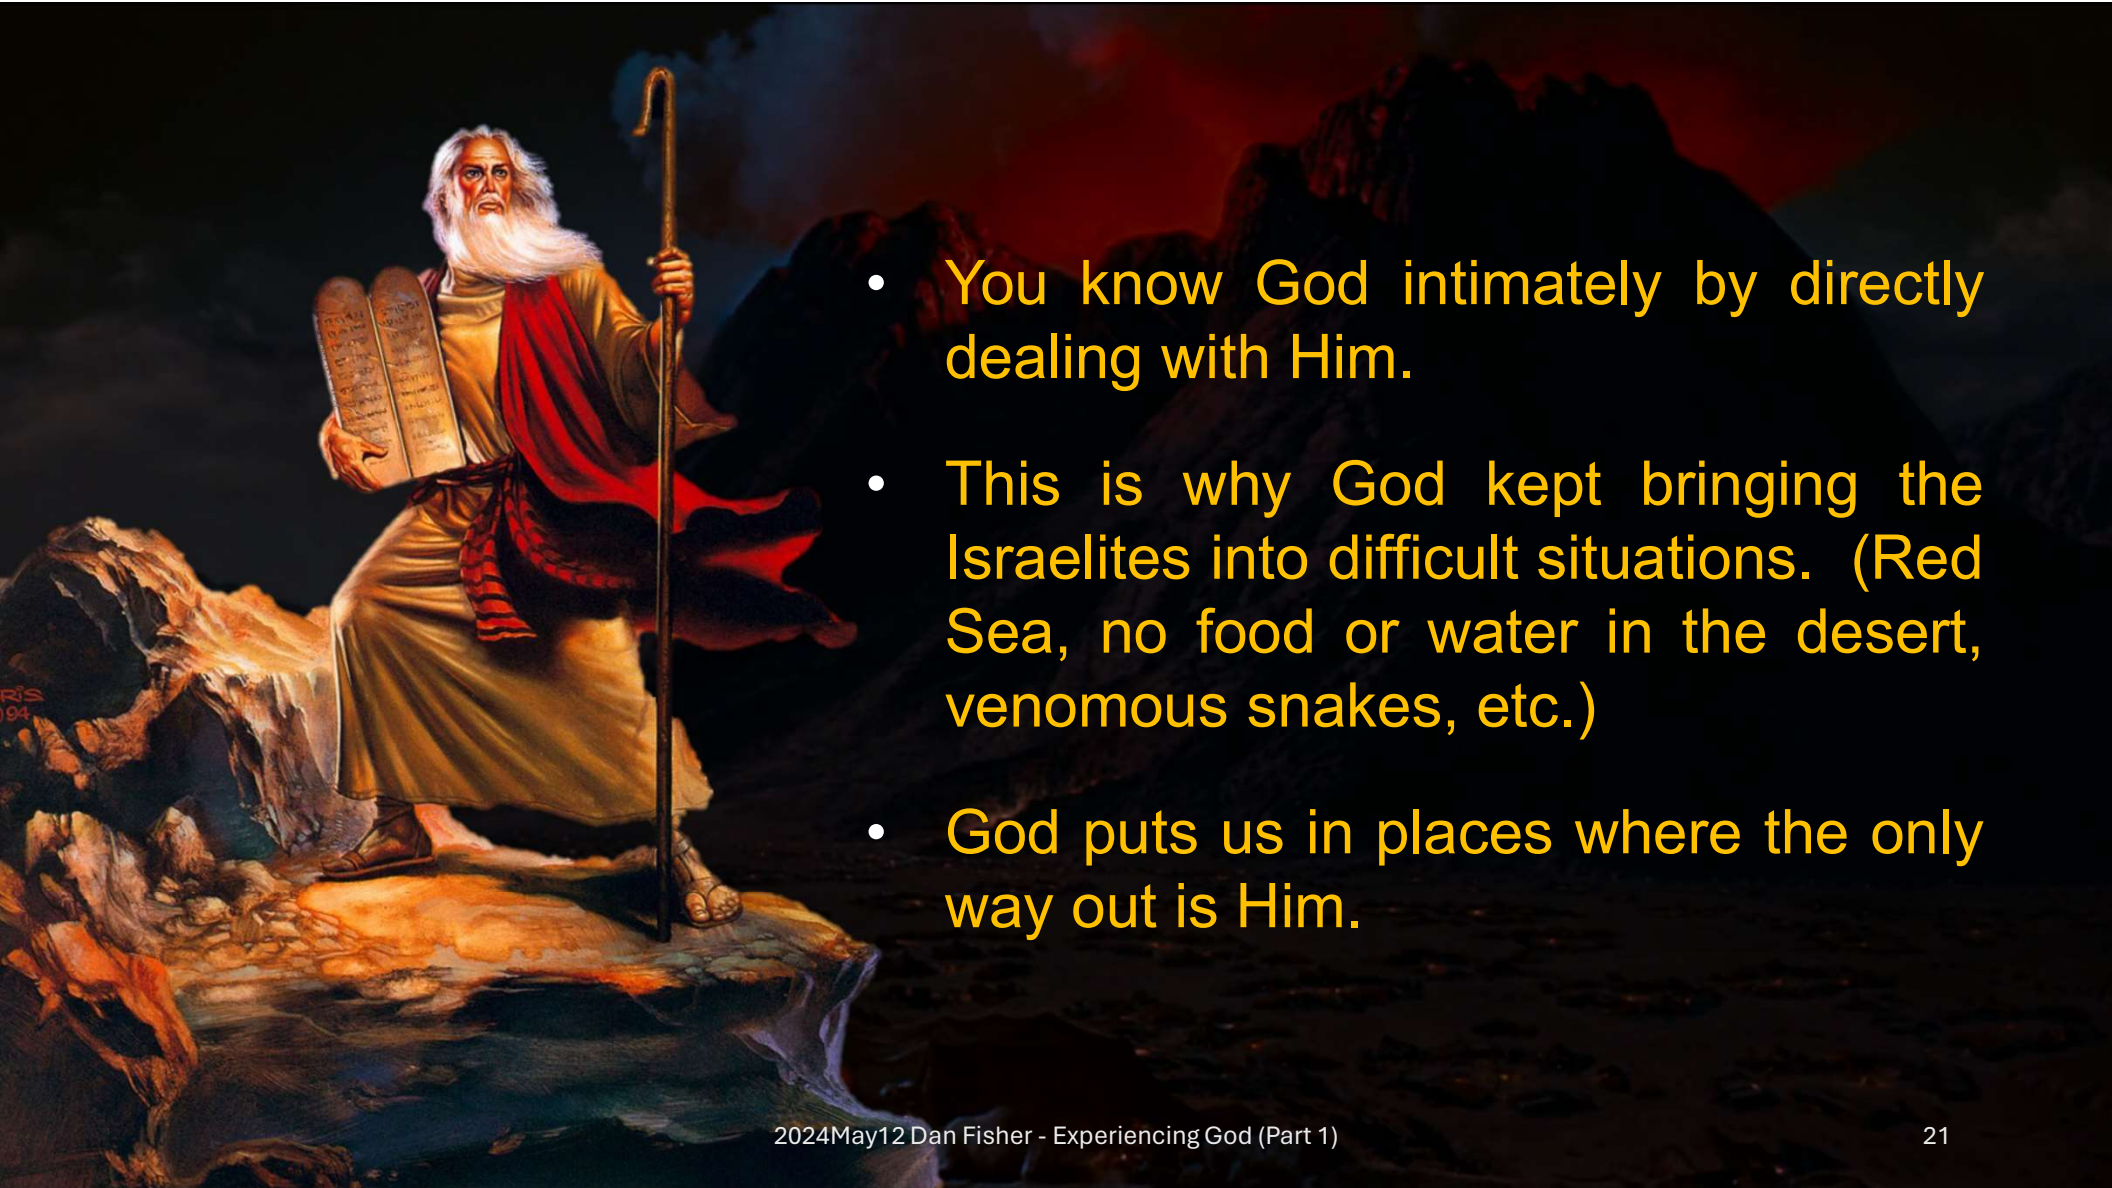 • You know God intimately by directly
dealing with Him.
• This is why God kept bringing the
Israelites into difficult situations.  (Red
Sea, no food or water in the desert,
venomous snakes, etc.)
• God puts us in places where the only
way out is Him.
2024May12 Dan Fisher - Experiencing God (Part 1)
21